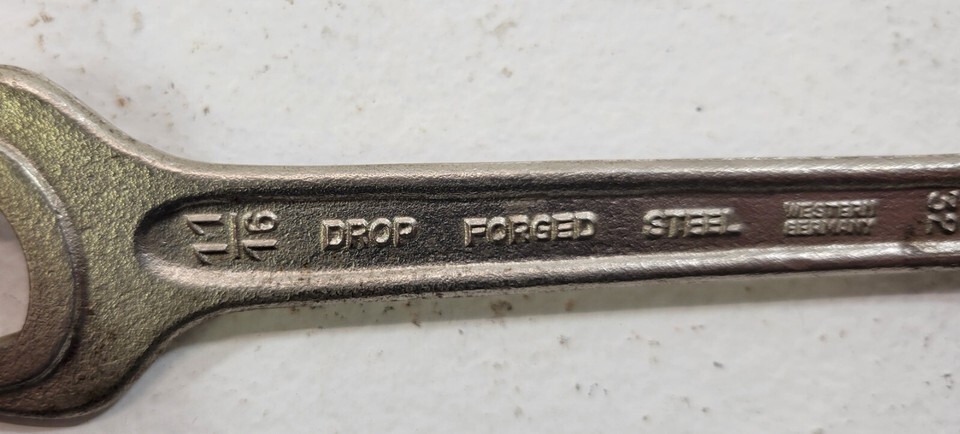 11/16
DROP FORGED STEEL
WESTERN
GERMANY